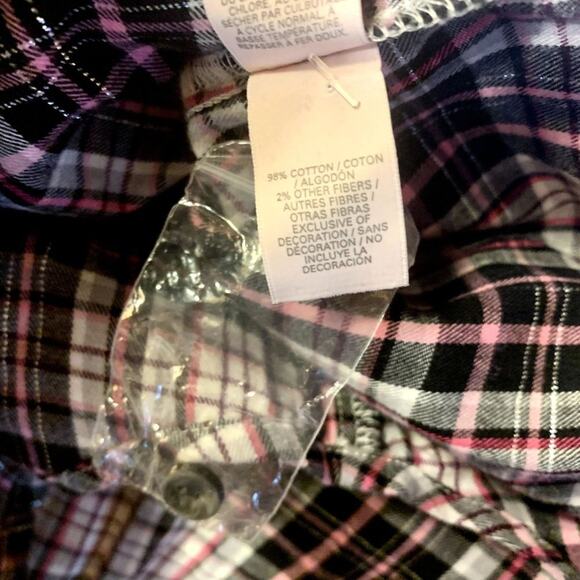 CHLORE,
SÉCHER PAR CULBUTAGE
A CYCLE NORMAL, A
BASSE TEMPÉRATURE
REPASSER A FER DOUX.
98% COTTON / COTON
/ ALGODÓN
2% OTHER FIBERS /
AUTRES FIBRES /
OTRAS FIBRAS
EXCLUSIVE OF
DECORATION / SANS
DÉCORATION / NO
INCLUYE LA
DECORACIÓN